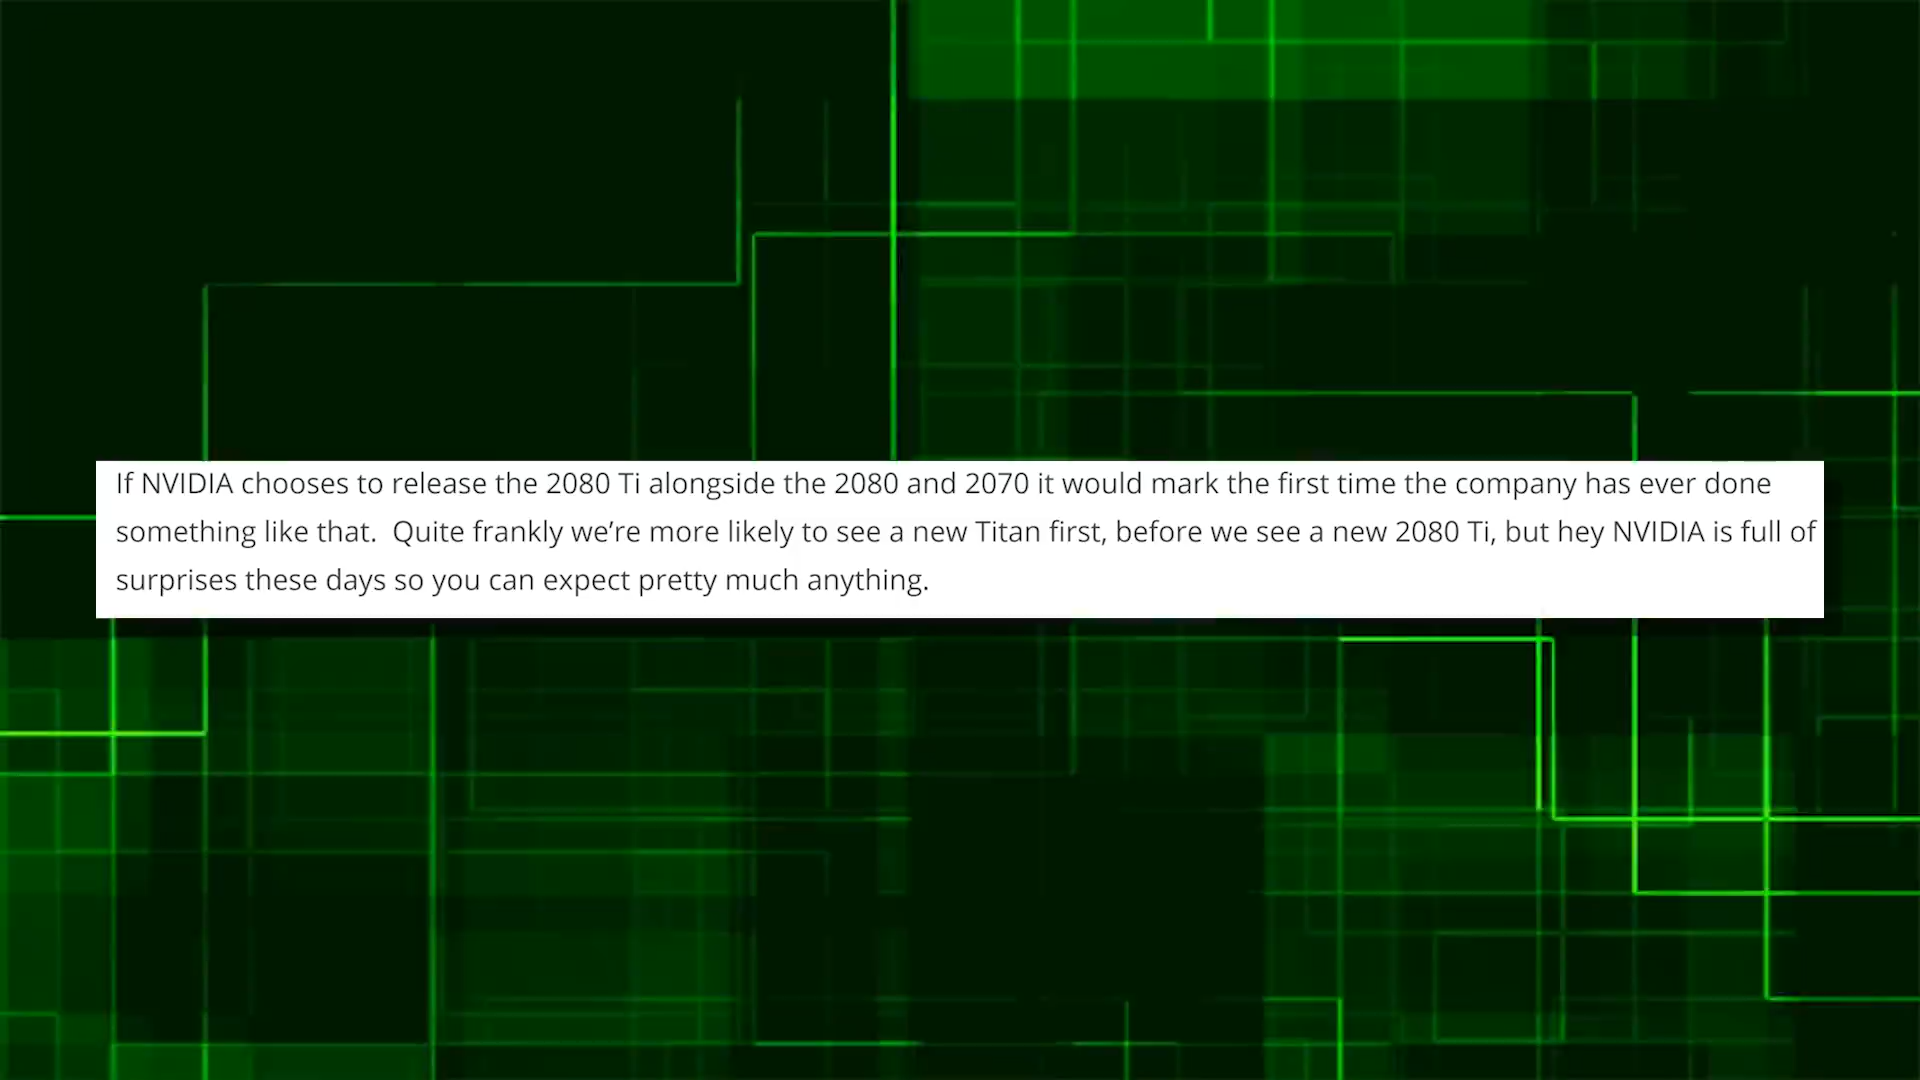 If NVIDIA chooses to release the 2080 Ti alongside the 2080 and 2070 it would mark the first time the company has ever done
something like that.  Quite frankly we’re more likely to see a new Titan first, before we see a new 2080 Ti, but hey NVIDIA is full of
surprises these days so you can expect pretty much anything.